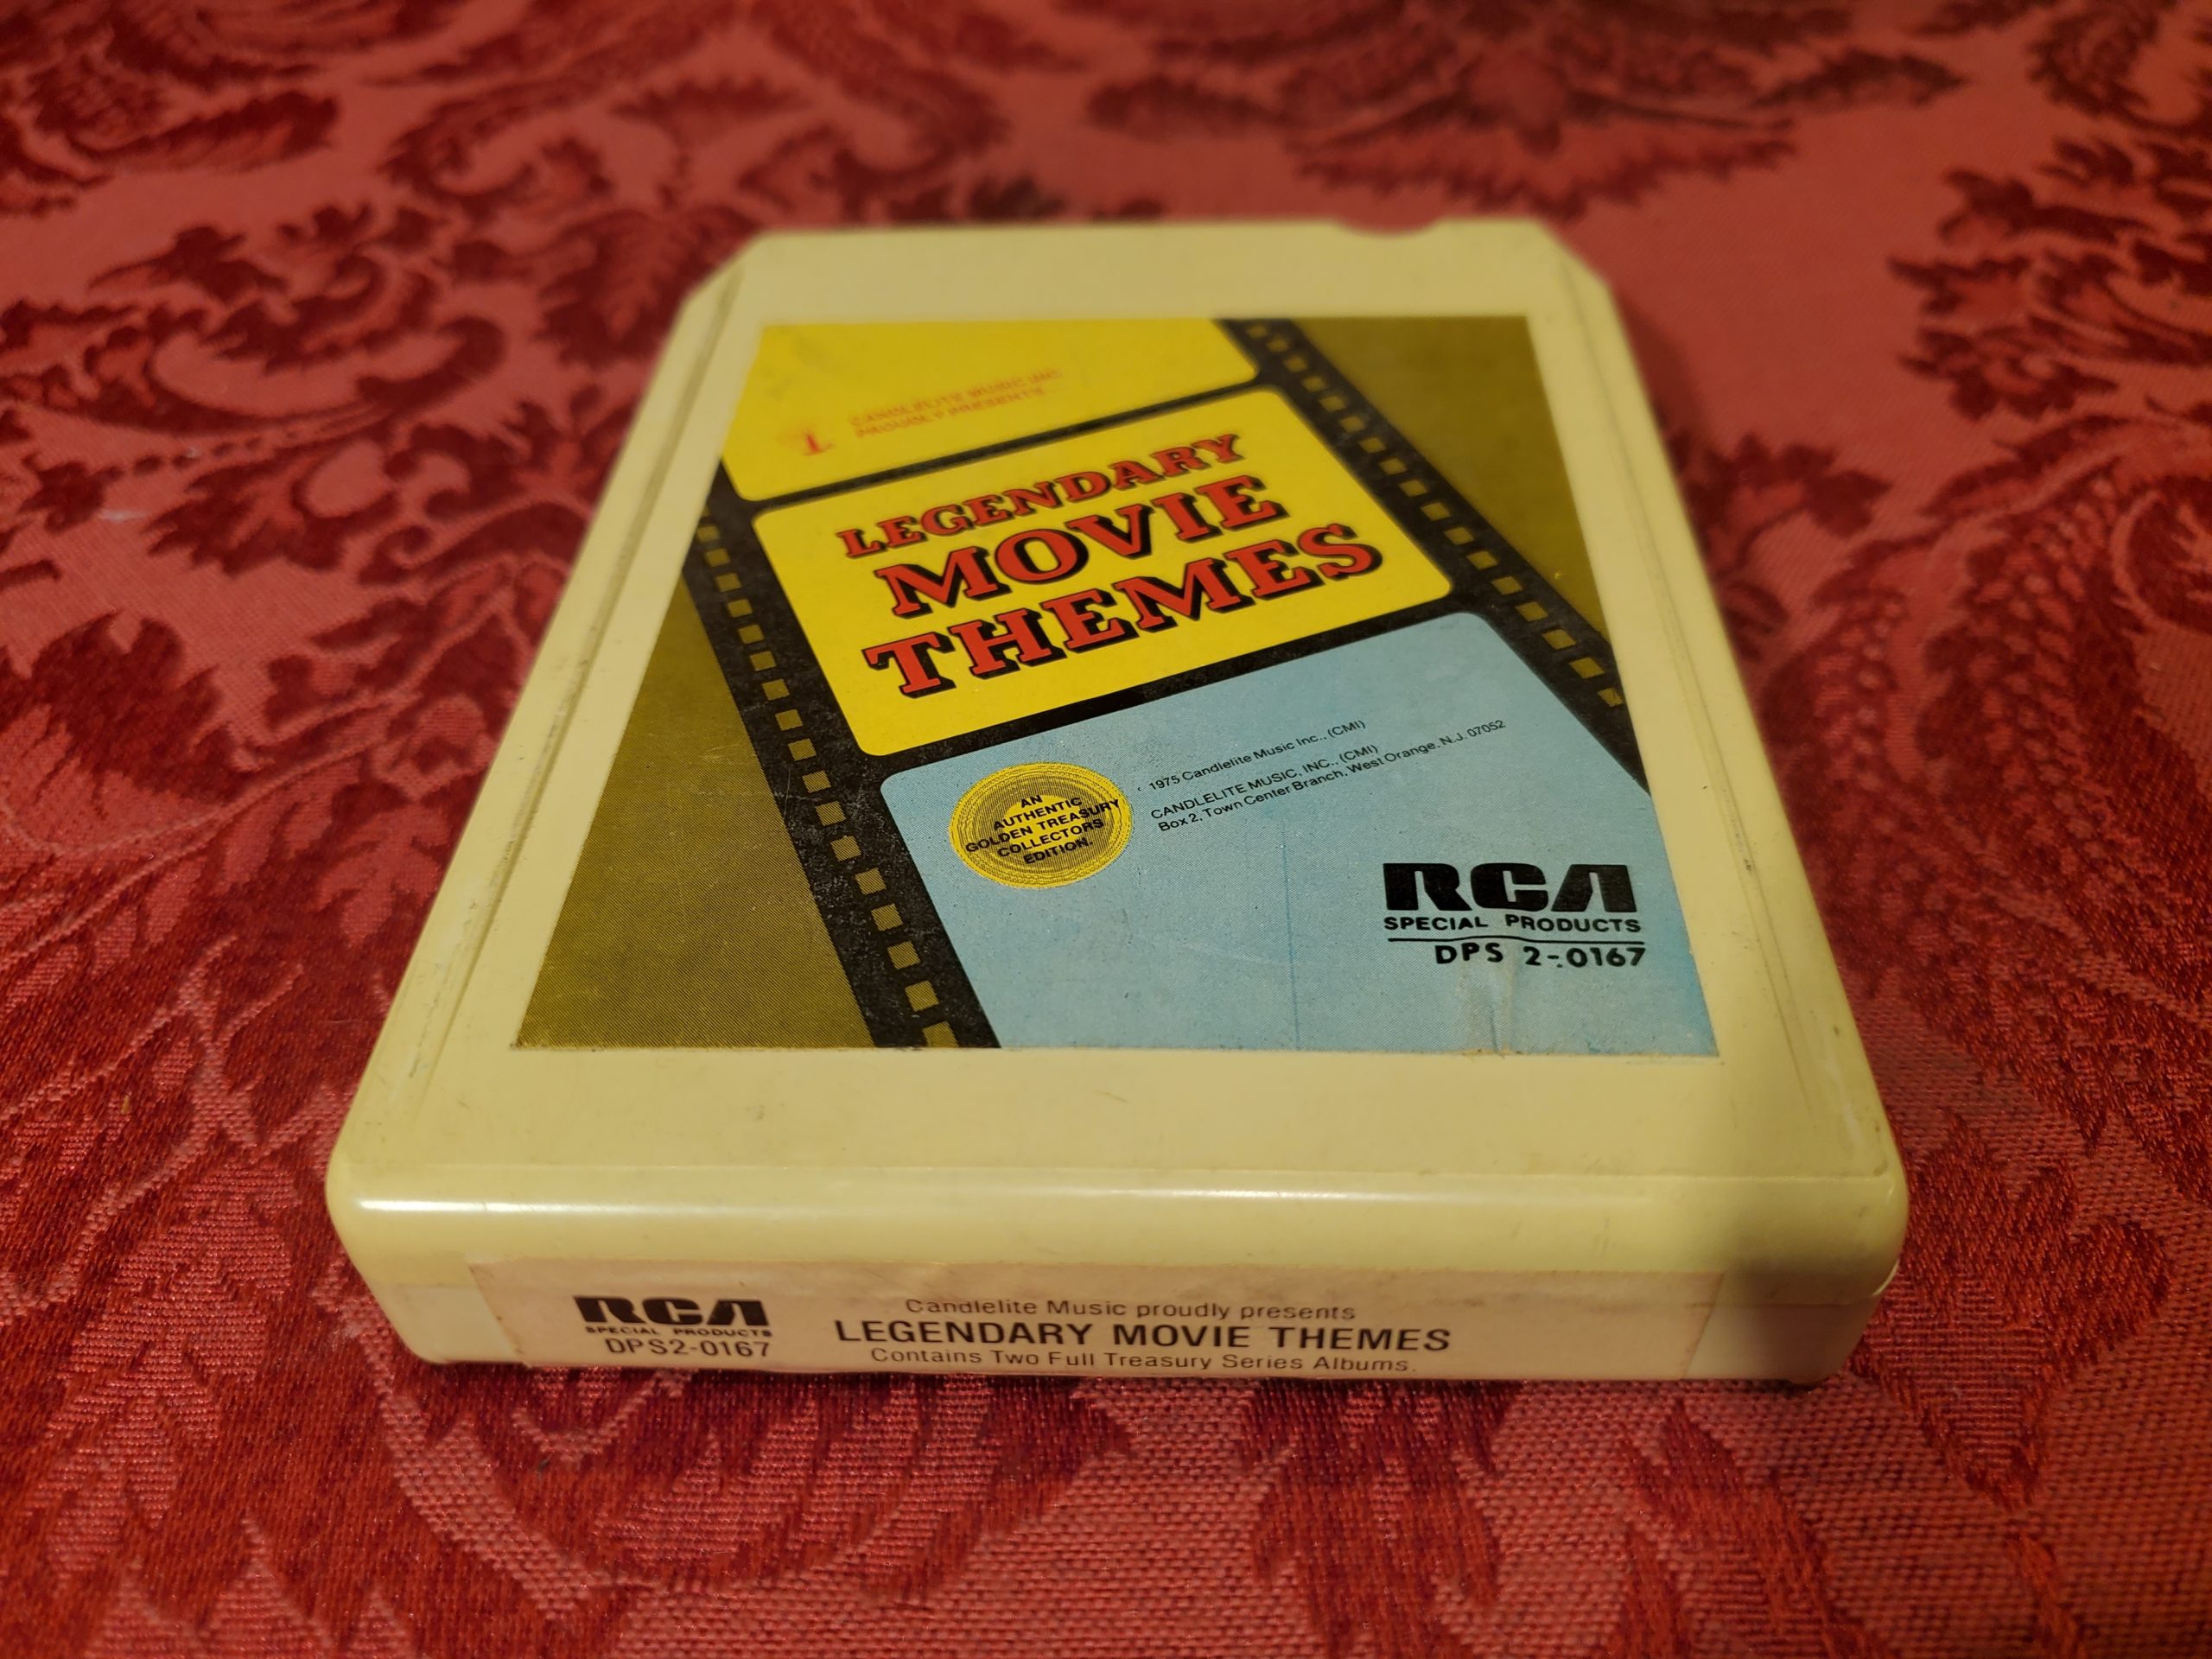 CANDLELITE MUSIC INC.
PROUDLY PRESENTS
LEGENDARY
MOVIE
THEMES
AN
AUTHENTIC
GOLDEN TREASURY
COLLECTORS
EDITION.
1975 Candlelite Music Inc., (CMI)
CANDLELITE MUSIC, INC., (CMI)
Box 2, Town Center Branch, West Orange, N.J. 07052
RCA
SPECIAL PRODUCTS
DPS 2-0167
RCA
SPECIAL PRODUCTS
DPS2-0167
Candlelite Music proudly presents
LEGENDARY MOVIE THEMES
Contains Two Full Treasury Series Albums.